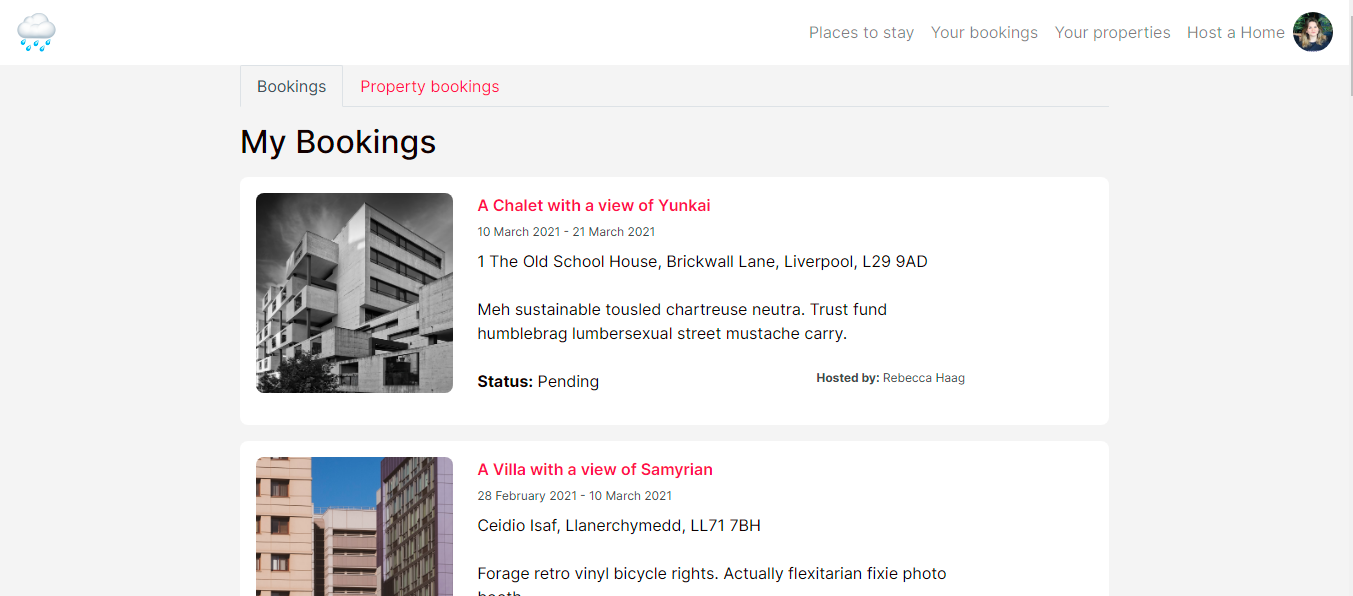 Places to stay Your bookings Your properties Host a Home
Bookings Property bookings
My Bookings
A Chalet with a view of Yunkai
10 March 2021 - 21 March 2021
1 The Old School House, Brickwall Lane, Liverpool, L29 9AD
Meh sustainable tousled chartreuse neutra. Trust fund
humblebrag lumbersexual street mustache carry.
Status: Pending Hosted by: Rebecca Haag
A Villa with a view of Samyrian
28 February 2021 - 10 March 2021
Ceidio Isaf, Llanerchymedd, LL71 7BH
Forage retro vinyl bicycle rights. Actually flexitarian fixie photo